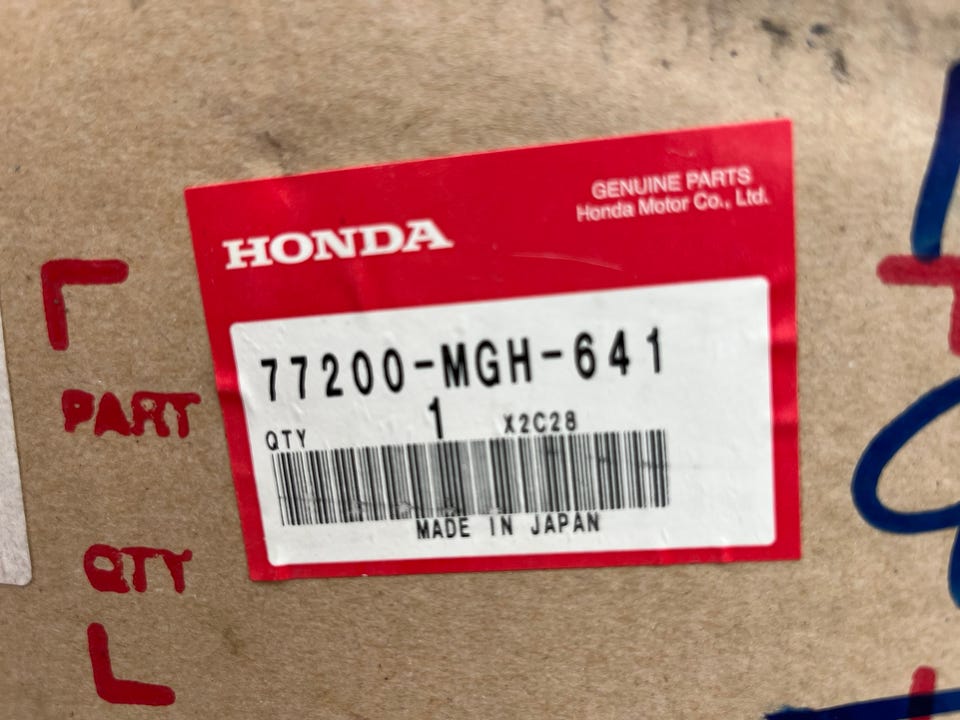 GENUINE PARTS
Honda Motor Co., Ltd.
HONDA
77200-MGH-641
QTY 1 X2C28
MADE IN JAPAN
PART
QTY